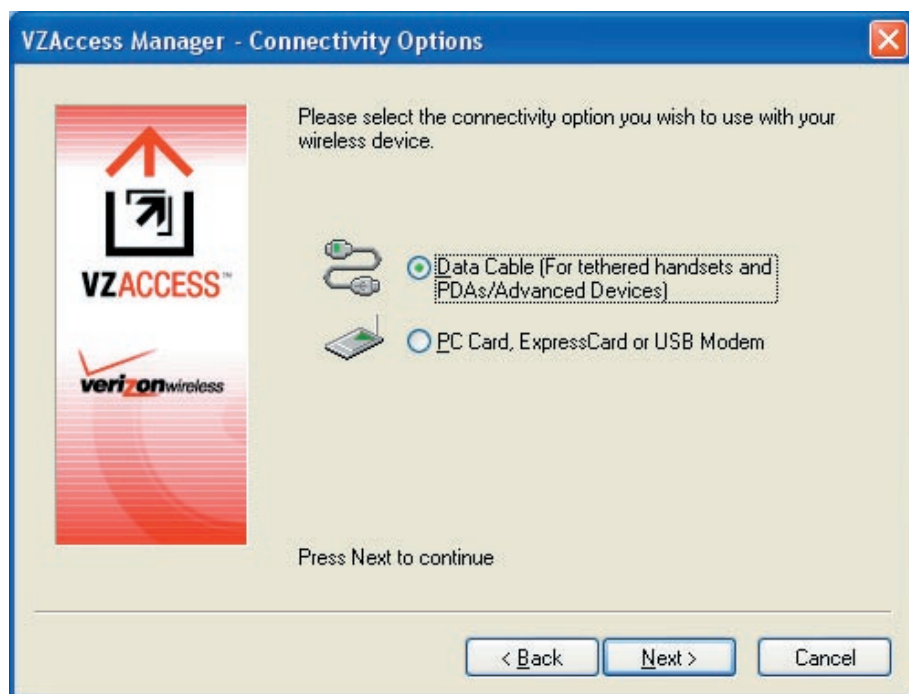 VZAccess Manager - Connectivity Options
Please select the connectivity option you wish to use with your
wireless device.
VZACCESS™
verizonwireless
Data Cable (For tethered handsets and
PDAs/Advanced Devices)
PC Card, ExpressCard or USB Modem
Press Next to continue
< Back
Next >
Cancel